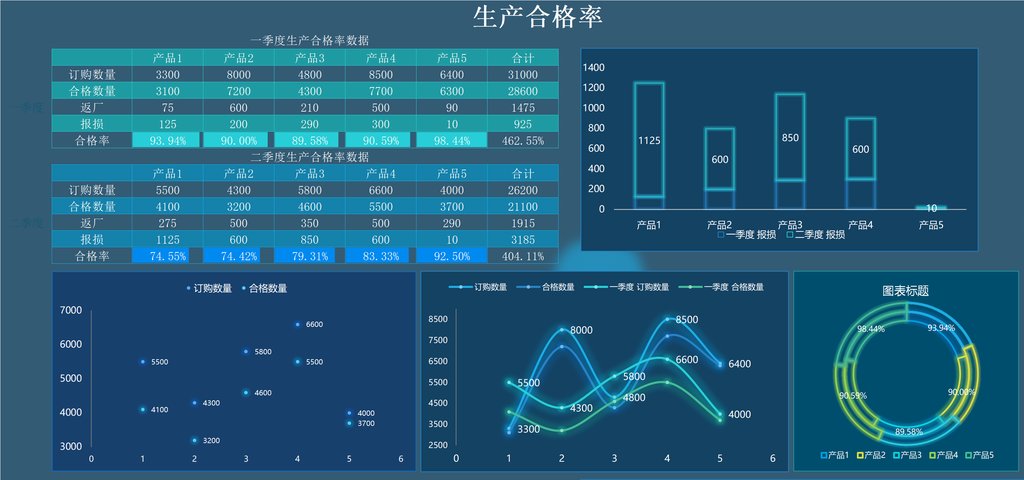 生产合格率
一季度生产合格率数据
产品1 产品2 产品3 产品4 产品5 合计
订购数量 3300 8000 4800 8500 6400 31000
合格数量 3100 7200 4300 7700 6300 28600
一季度 返厂 75 600 210 500 90 1475
报损 125 200 290 300 10 925
合格率 93.94% 90.00% 89.58% 90.59% 98.44% 462.55%
二季度生产合格率数据
产品1 产品2 产品3 产品4 产品5 合计
订购数量 5500 4300 5800 6600 4000 26200
合格数量 4100 3200 4600 5500 3700 21100
二季度 返厂 275 500 350 500 290 1915
报损 1125 600 850 600 10 3185
合格率 74.55% 74.42% 79.31% 83.33% 92.50% 404.11%
1400
1200
1000
800
600
400
200
0
1125 600 850 600 10
产品1 产品2 产品3 产品4 产品5
一季度 报损 二季度 报损
订购数量 合格数量
7000
6000
5000
4000
3000
6600
5800
5500 5500
4600
4300
4100 4000
3700
3200
0 1 2 3 4 5 6
订购数量 合格数量 一季度 订购数量 一季度 合格数量
8500
7500
6500
5500
4500
3500
2500
8500
8000
6600 6400
5800
5500
4800
4300 4000
3300
0 1 2 3 4 5 6
图表标题
98.44% 93.94%
90.59% 90.00%
89.58%
产品1 产品2 产品3 产品4 产品5